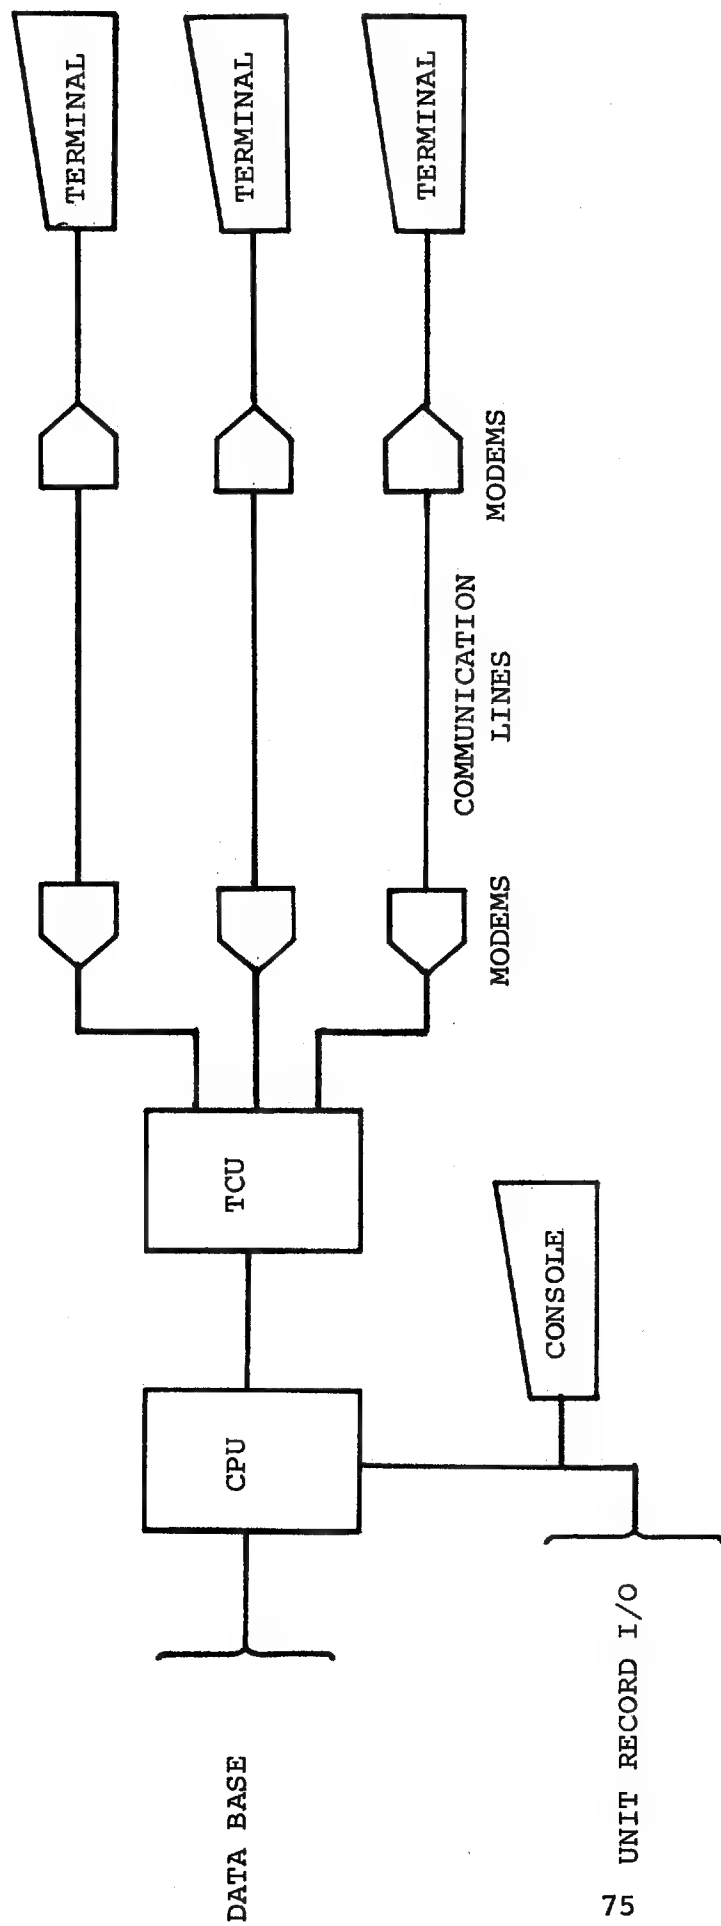 TERMINAL
TERMINAL
TERMINAL
MODEMS
COMMUNICATION
LINES
MODEMS
TCU
CPU
CONSOLE
DATA BASE
UNIT RECORD I/O
75